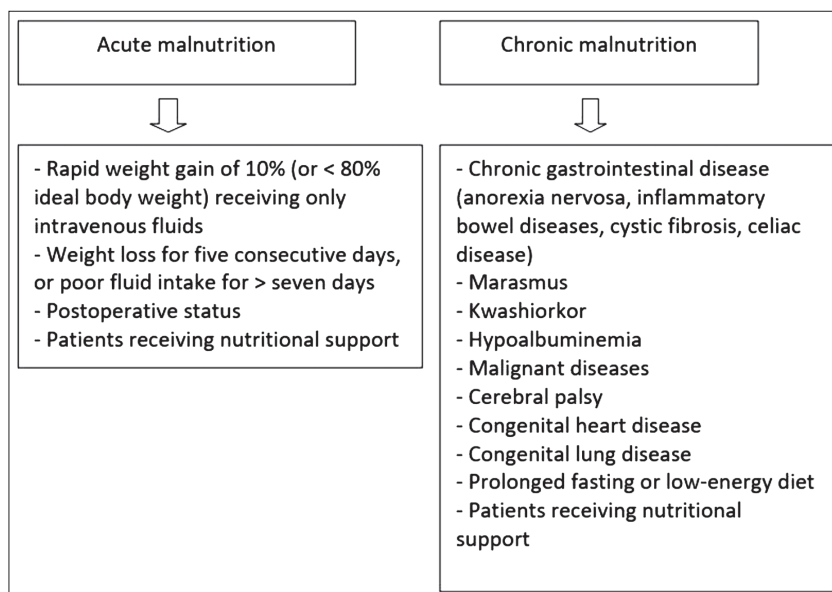 Acute malnutrition
- Rapid weight gain of 10% (or < 80%
ideal body weight) receiving only
intravenous fluids
- Weight loss for five consecutive days,
or poor fluid intake for > seven days
- Postoperative status
- Patients receiving nutritional support
Chronic malnutrition
- Chronic gastrointestinal disease
(anorexia nervosa, inflammatory
bowel diseases, cystic fibrosis, celiac
disease)
- Marasmus
- Kwashiorkor
- Hypoalbuminemia
- Malignant diseases
- Cerebral palsy
- Congenital heart disease
- Congenital lung disease
- Prolonged fasting or low-energy diet
- Patients receiving nutritional
support